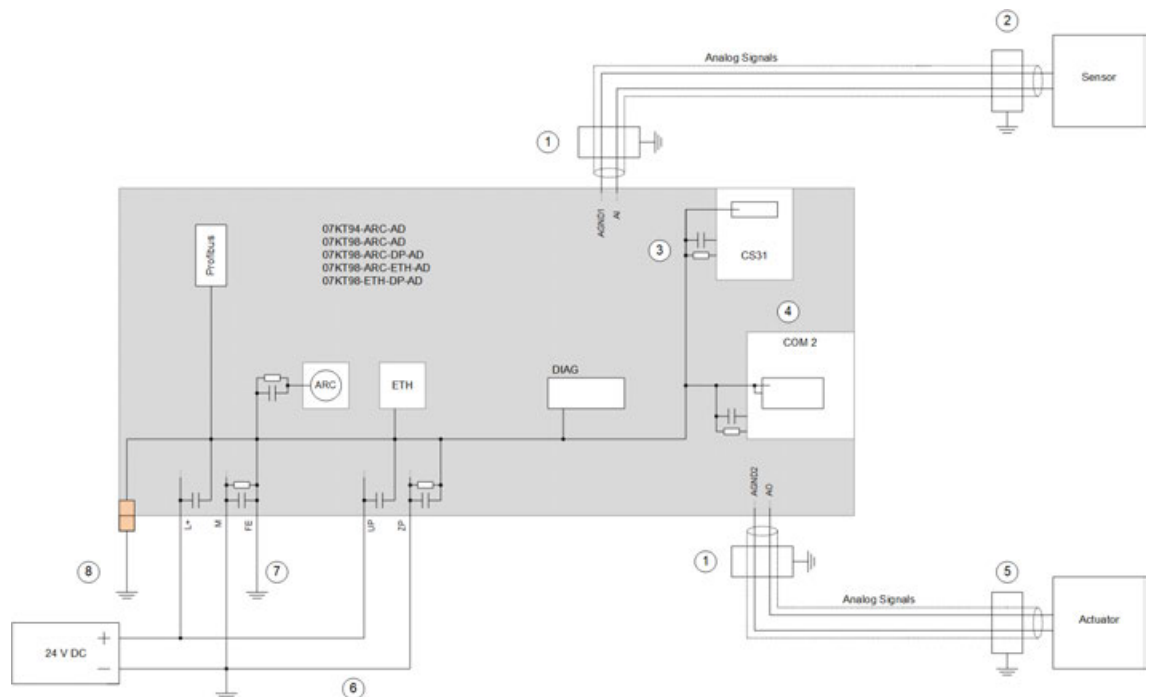 2
Analog Signals
Sensor
1
AGND1
AI
07KT94-ARC-AD
07KT98-ARC-AD
07KT98-ARC-DP-AD
07KT98-ARC-ETH-AD
07KT98-ETH-DP-AD
Profibus
3
CS31
4
COM 2
DIAG
ARC
ETH
L+
M
FE
UP
ZP
AGND2
AO
8
7
1
5
Analog Signals
Actuator
24 V DC
+
–
6